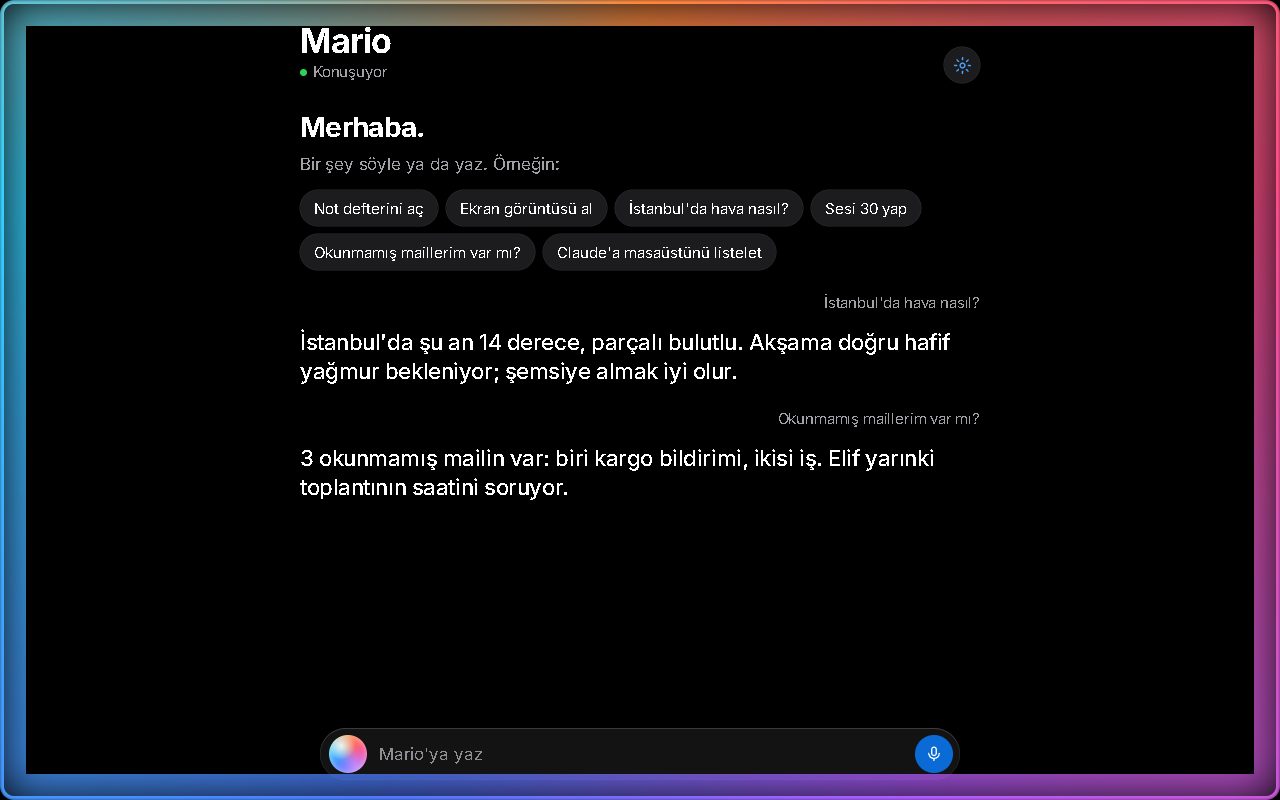 Mario
Konuşuyor
Merhaba.
Bir şey söyle ya da yaz. Örneğin:
Not defterini aç
Ekran görüntüsü al
İstanbul'da hava nasıl?
Sesi 30 yap
Okunmamış maillerim var mı?
Claude'a masaüstünü listelet
İstanbul'da hava nasıl?
İstanbul'da şu an 14 derece, parçalı bulutlu. Akşama doğru hafif
yağmur bekleniyor; şemsiye almak iyi olur.
Okunmamış maillerim var mı?
3 okunmamış mailin var: biri kargo bildirimi, ikisi iş. Elif yarınki
toplantının saatini soruyor.
Mario'ya yaz